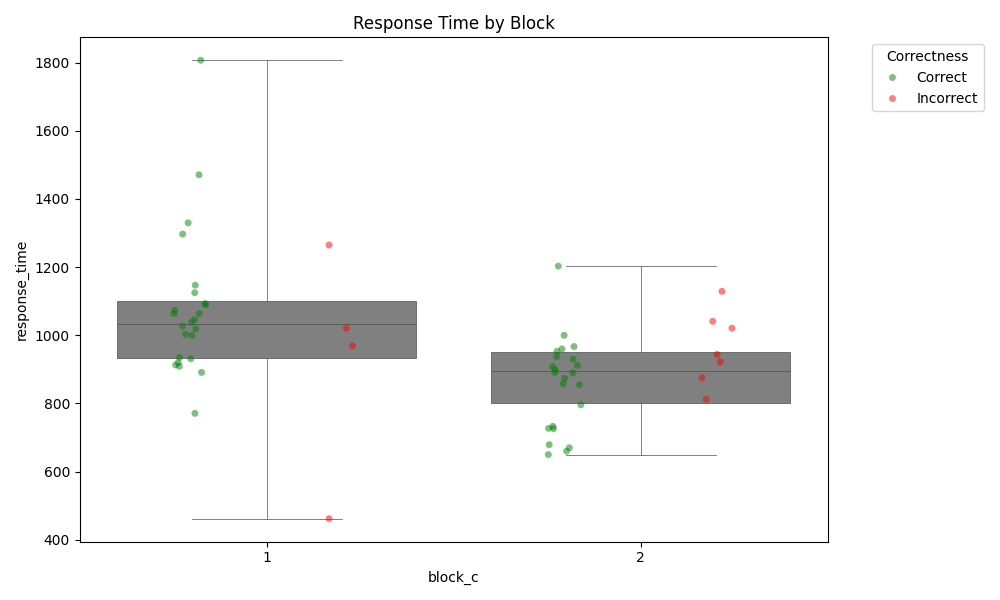 Response Time by Block
Correctness
Correct
Incorrect
1800
1600
1400
1200
1000
800
600
400
response_time
1
2
block_c